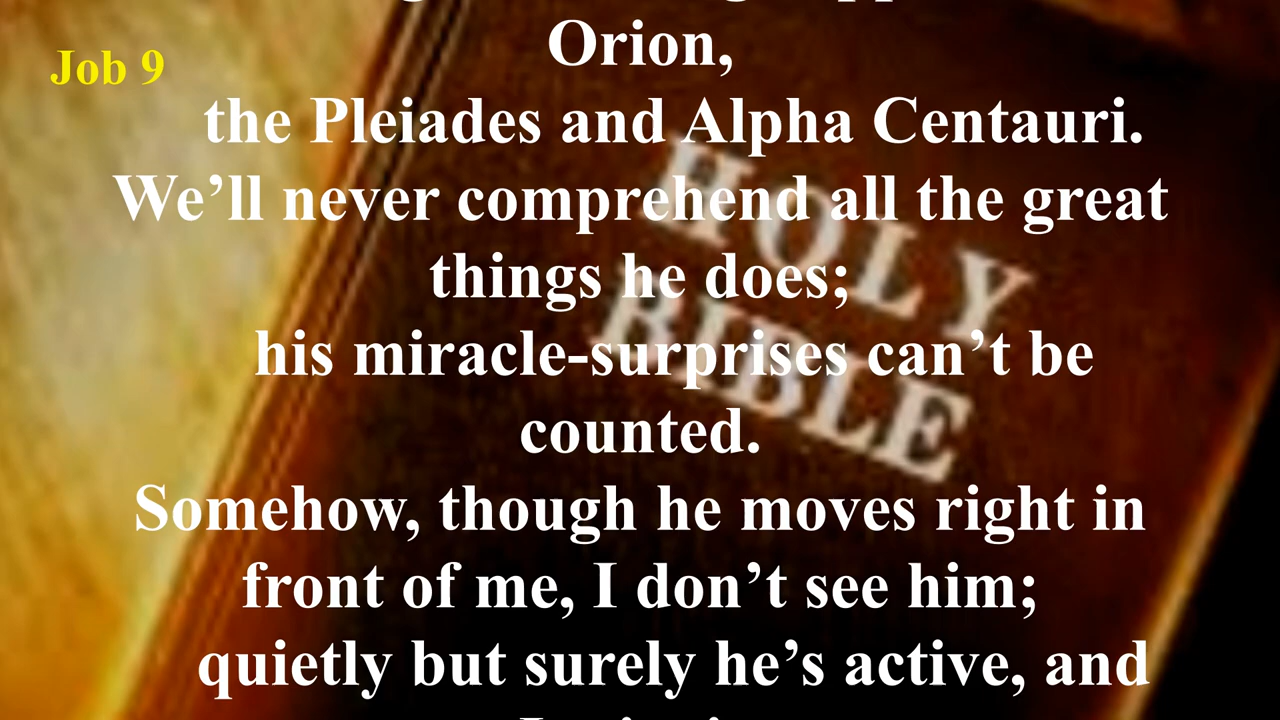 Job 9
Orion,
the Pleiades and Alpha Centauri.
We’ll never comprehend all the great
things he does;
his miracle-surprises can’t be
counted.
Somehow, though he moves right in
front of me, I don’t see him;
quietly but surely he’s active, and
HOLY
BIBLE